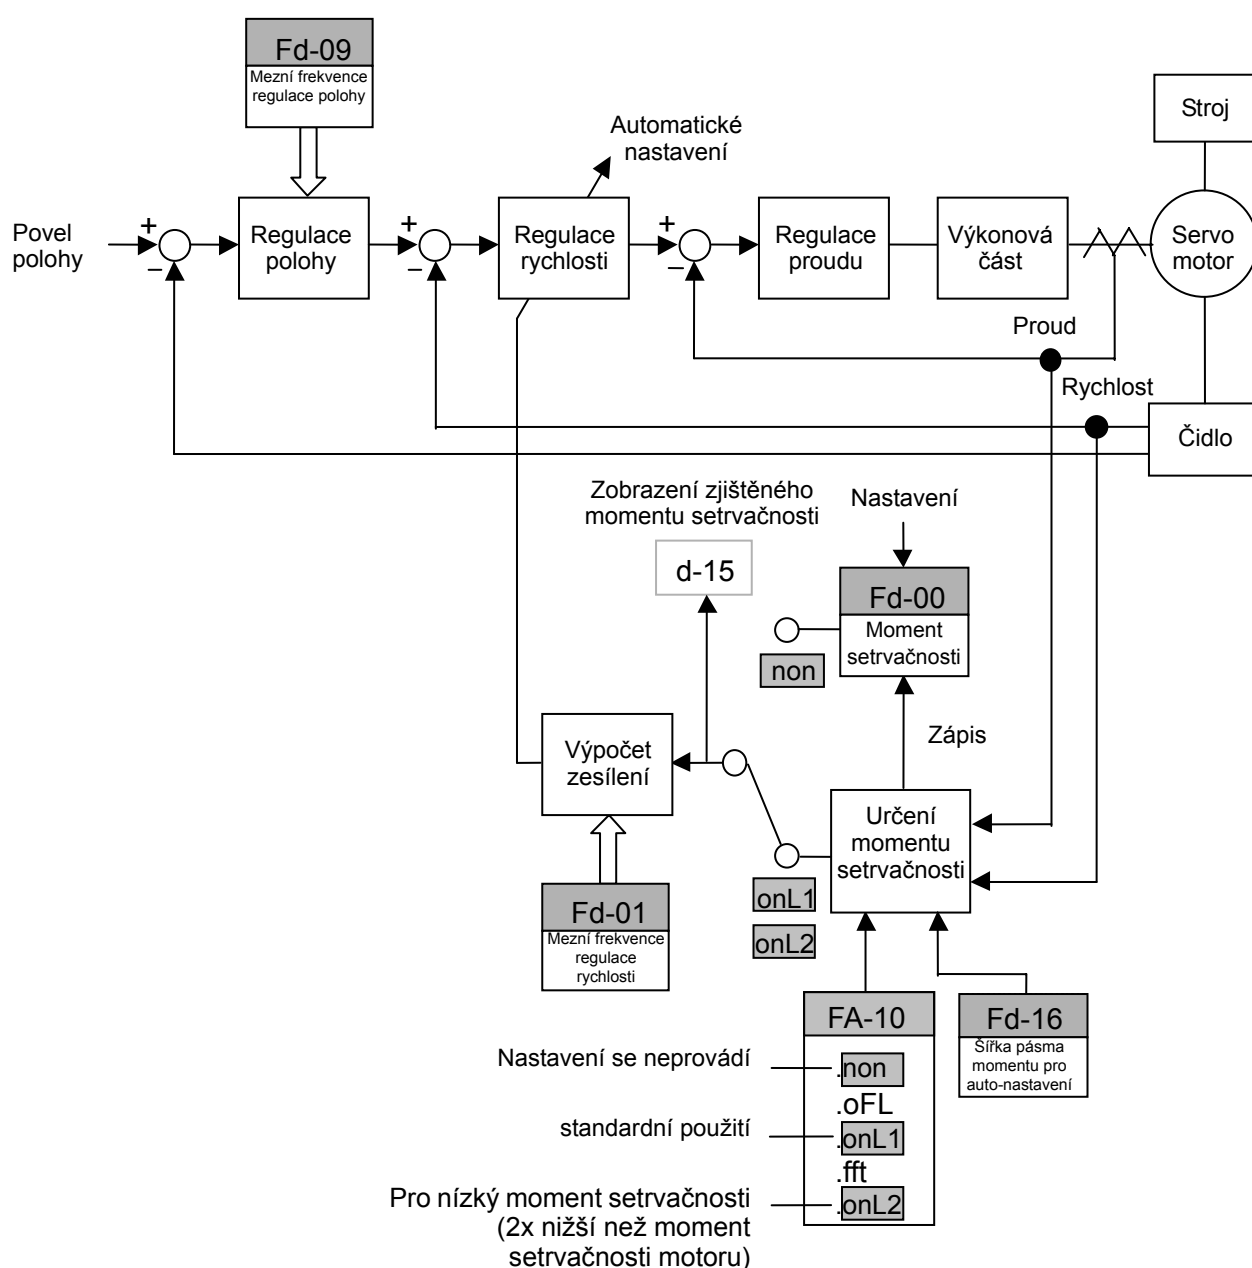 Fd-09
Mezní frekvence
regulace polohy
Stroj
Automatické
nastavení
Povel
polohy
+
−
Regulace
polohy
+
−
Regulace
rychlosti
+
−
Regulace
proudu
Výkonová
část
Servo
motor
Proud
Rychlost
Čidlo
Zobrazení zjištěného
momentu setrvačnosti
d-15
Nastavení
Fd-00
Moment
setrvačnosti
non
Zápis
Výpočet
zesílení
Určení
momentu
setrvačnosti
onL1
onL2
Fd-01
Mezní frekvence
regulace
rychlosti
FA-10
.non
.oFL
.onL1
.fft
.onL2
Fd-16
Šířka pásma
momentu pro
auto-nastavení
Nastavení se neprovádí
standardní použití
Pro nízký moment setrvačnosti
(2x nižší než moment
setrvačnosti motoru)